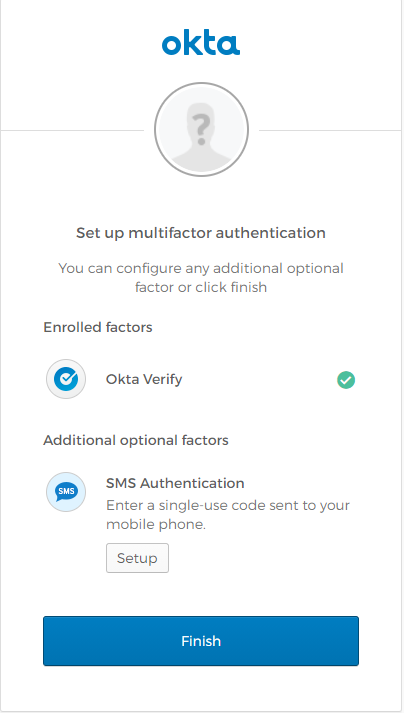 okta
?
Set up multifactor authentication
You can configure any additional optional
factor or click finish
Enrolled factors
Okta Verify
Additional optional factors
SMS
SMS Authentication
Enter a single-use code sent to your
mobile phone.
Setup
Finish